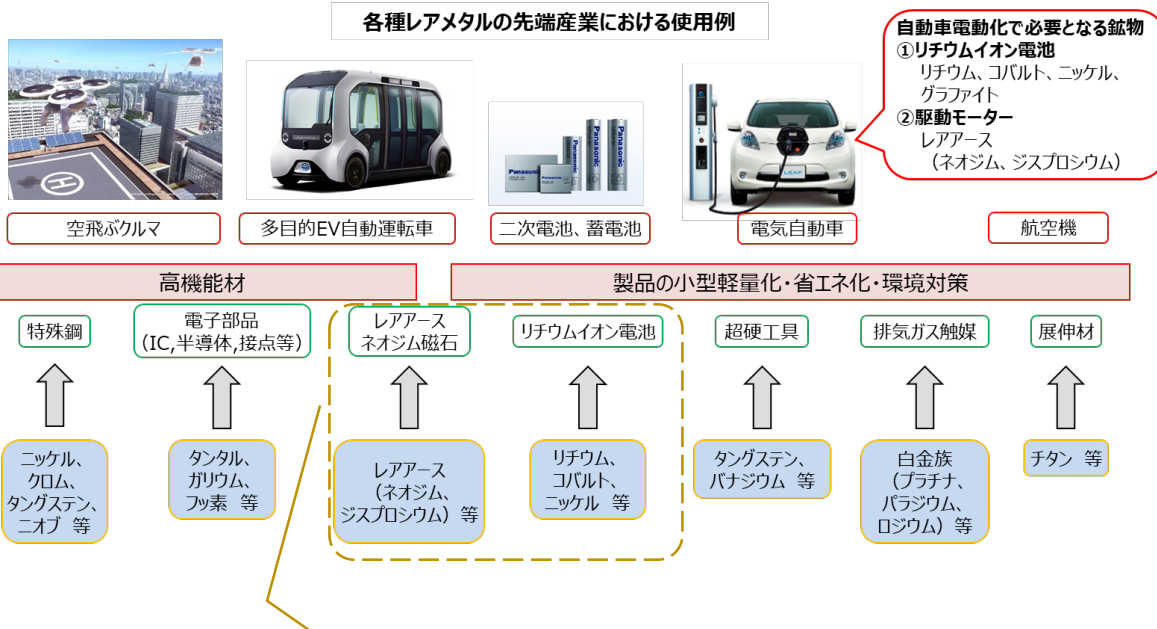 各種レアメタルの先端産業における使用例
自動車電動化で必要となる鉱物
①リチウムイオン電池
リチウム、コバルト、ニッケル、
グラファイト
②駆動モーター
レアアース
（ネオジム、ジスプロシウム）
H
Panasonic
Panasonic
Panasonic
Panasonic
LEAF
空飛ぶクルマ
多目的EV自動運転車
二次電池、蓄電池
電気自動車
航空機
高機能材
製品の小型軽量化・省エネ化・環境対策
特殊鋼
電子部品
（IC,半導体,接点等）
レアアース
ネオジム磁石
リチウムイオン電池
超硬工具
排気ガス触媒
展伸材
ニッケル、
クロム、
タングステン、
ニオブ 等
タンタル、
ガリウム、
フッ素 等
レアアース
（ネオジム、
ジスプロシウム）等
リチウム、
コバルト、
ニッケル 等
タングステン、
バナジウム 等
白金族
（プラチナ、
パラジウム、
ロジウム）等
チタン 等